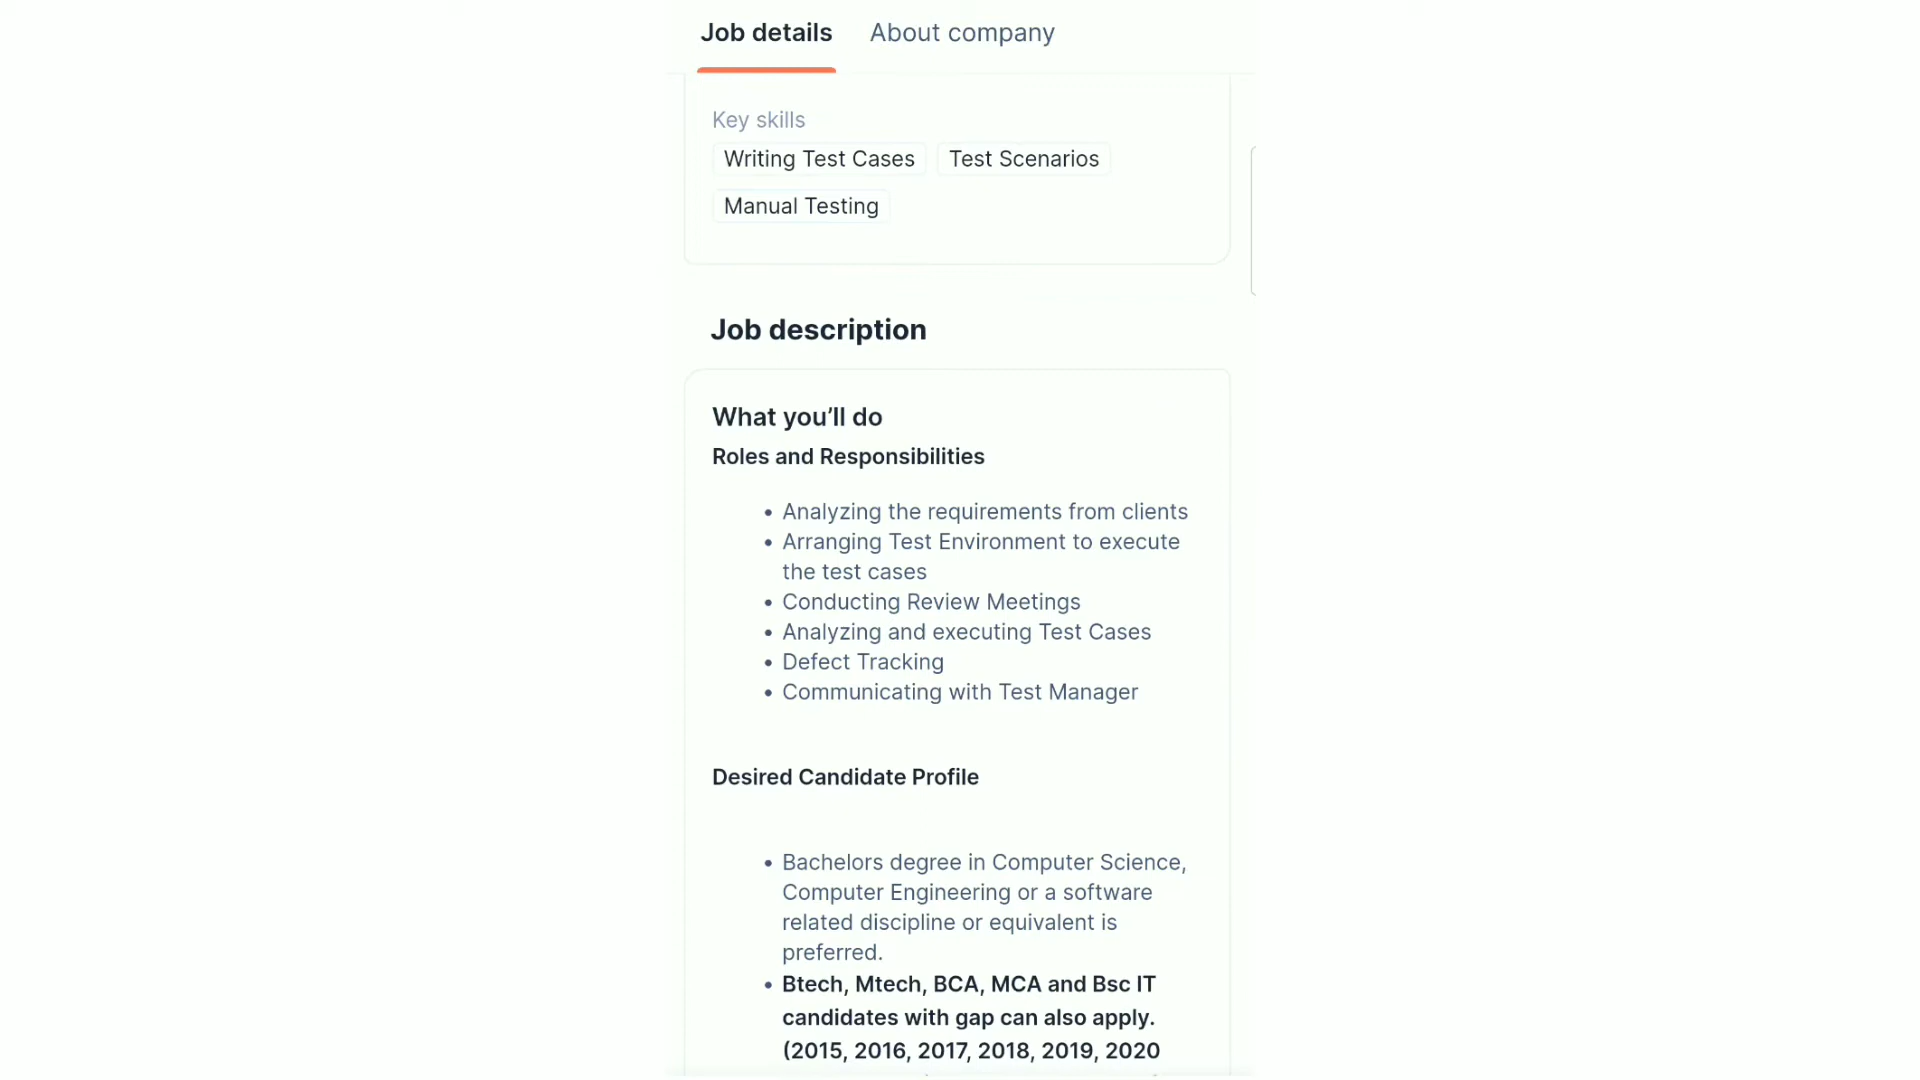 Job details About company
Key skills
Writing Test Cases Test Scenarios
Manual Testing
Job description
What you’ll do
Roles and Responsibilities
• Analyzing the requirements from clients
• Arranging Test Environment to execute
the test cases
• Conducting Review Meetings
• Analyzing and executing Test Cases
• Defect Tracking
• Communicating with Test Manager
Desired Candidate Profile
• Bachelors degree in Computer Science,
Computer Engineering or a software
related discipline or equivalent is
preferred.
• Btech, Mtech, BCA, MCA and Bsc IT
candidates with gap can also apply.
(2015, 2016, 2017, 2018, 2019, 2020